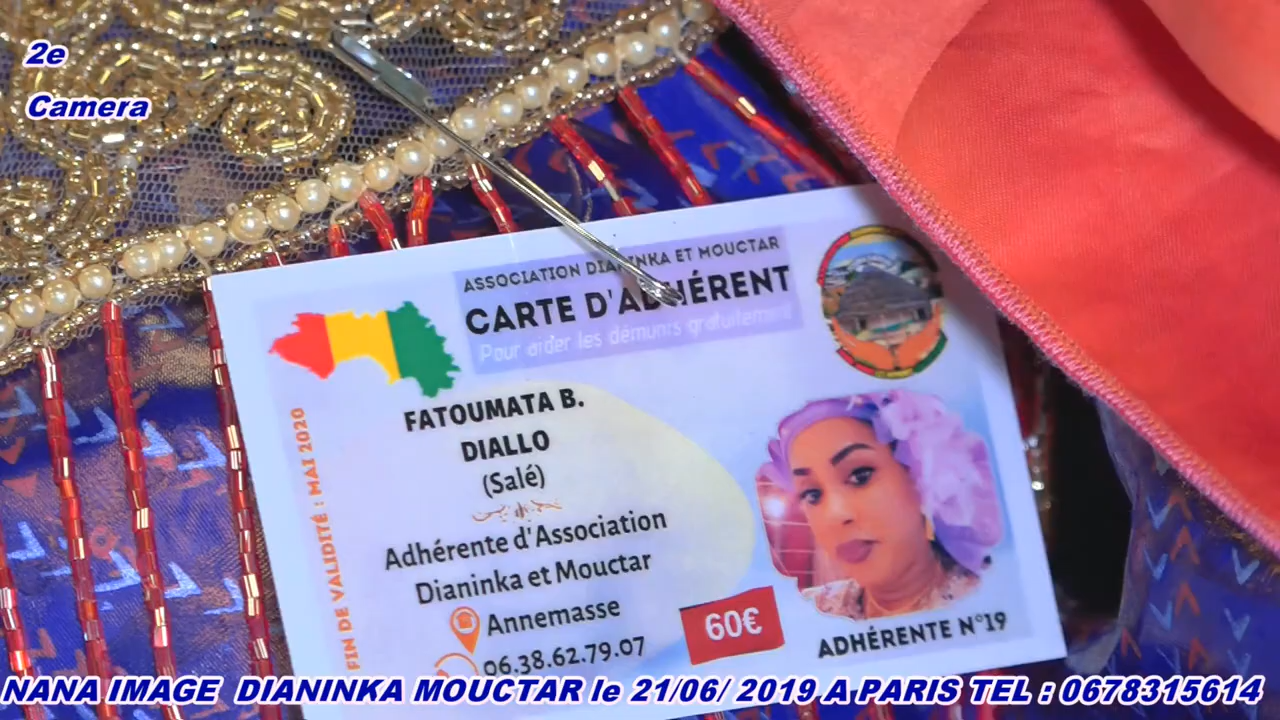 2e
Camera
ASSOCIATION DIANINKA ET MOUCTAR
CARTE D'ADHÉRENT
Pour aider les démunis gratuitement
FATOUMATA B.
DIALLO
(Salé)
Adhérente d'Association
Dianinka et Mouctar
Annemasse
06.38.62.79.07
FIN DE VALIDITÉ : MAI 2020
60€
ADHÉRENTE N°19
NANA IMAGE DIANINKA MOUCTAR le 21/06/ 2019 A PARIS TEL : 0678315614